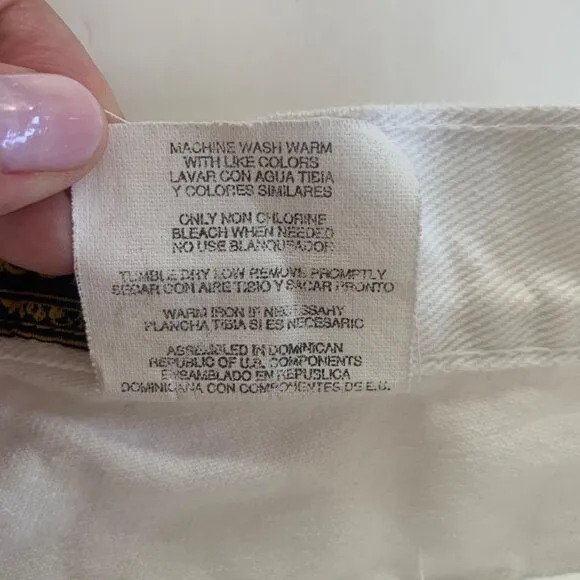 MACHINE WASH WARM
WITH LIKE COLORS
LAVAR CON AGUA TIBIA
Y COLORES SIMILARES
ONLY NON CHLORINE
BLEACH WHEN NEEDED
NO USE BLANQUEADOR
TUMBLE DRY LOW REMOVE PROMPTLY
SECAR CON AIRE TIBIO Y SACAR PRONTO
WARM IRON IF NECESSARY
PLANCHA TIBIA SI ES NECESARIO
ASSEMBLED IN DOMINICAN
REPUBLIC OF U.S. COMPONENTS
ENSAMBLADO EN REPUBLICA
DOMINICANA CON COMPONENTES DE E.U.